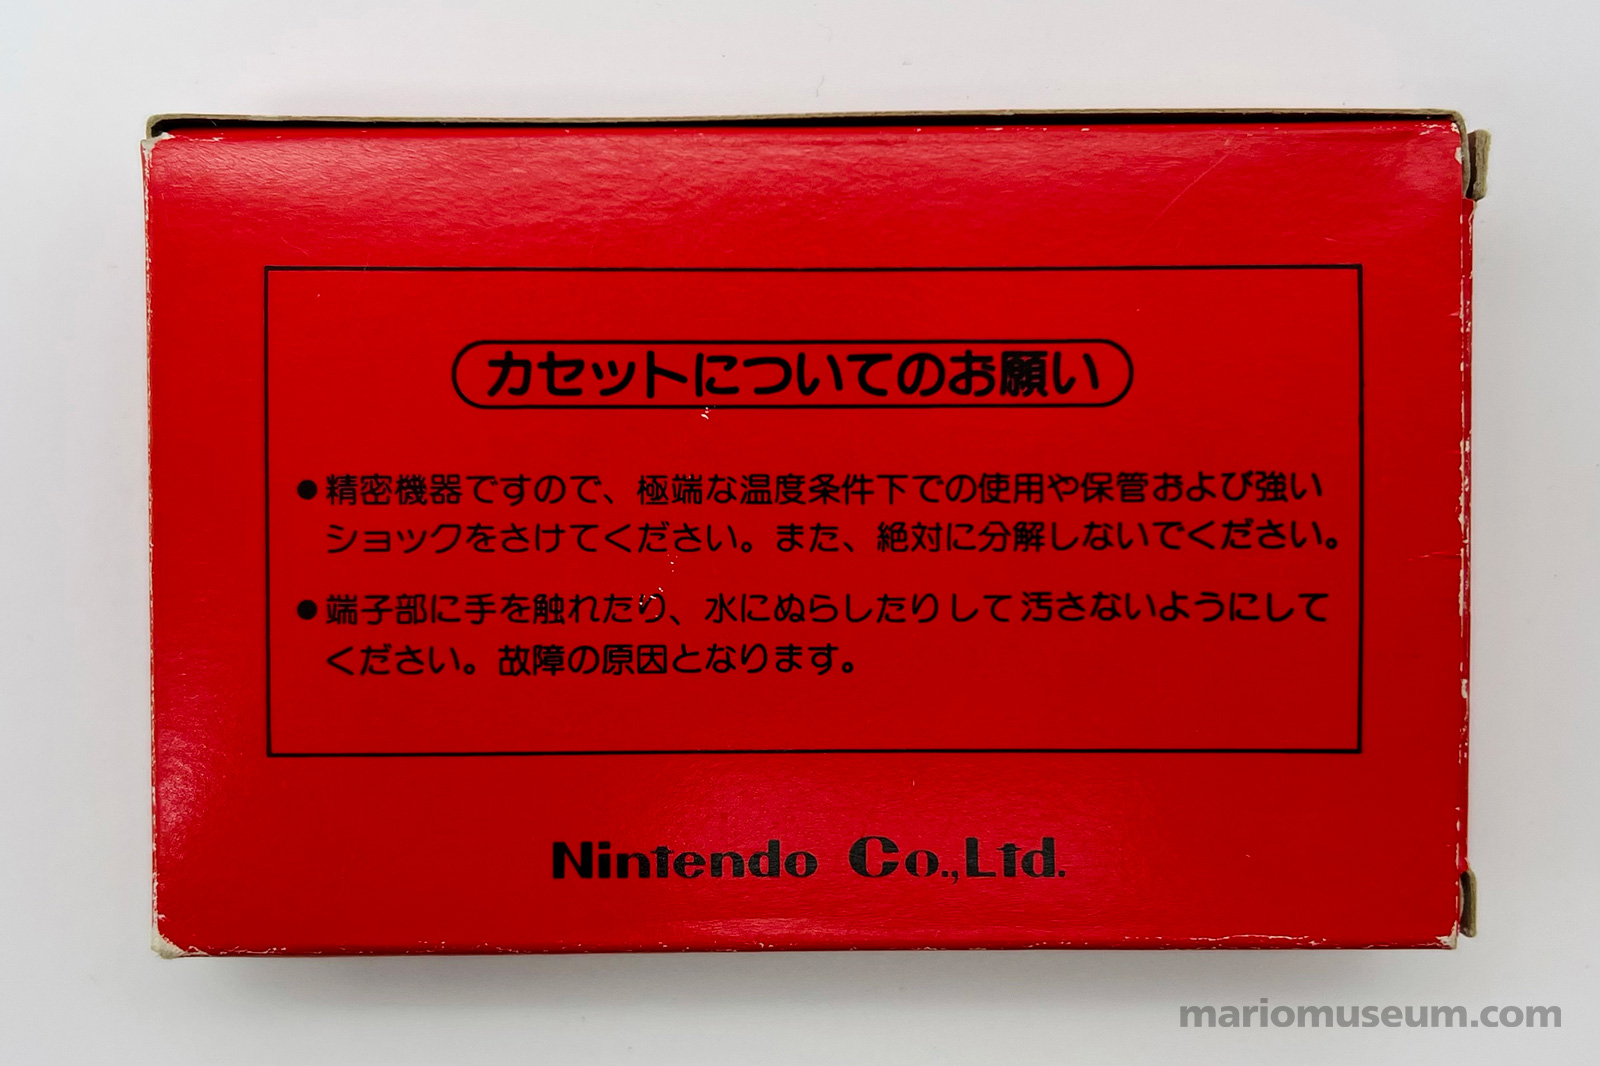 カセットについてのお願い
●精密機器ですので、極端な温度条件下での使用や保管および強い
ショックをさけてください。また、絶対に分解しないでください。
●端子部に手を触れたり、水にぬらしたりして汚さないようにして
ください。故障の原因となります。
Nintendo Co.,Ltd.
mariomuseum.com